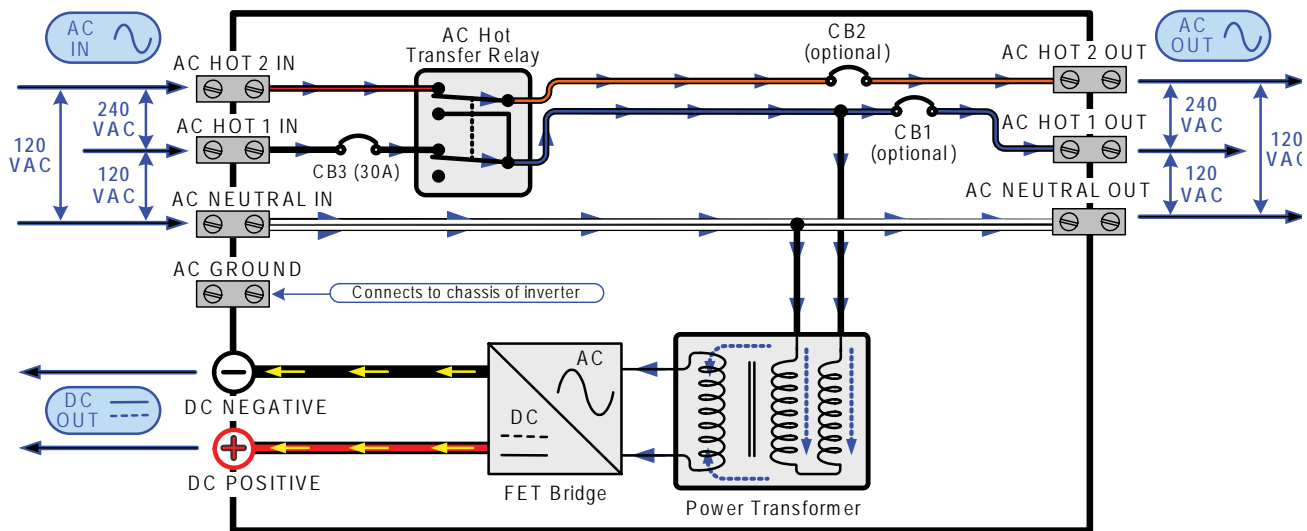 AC
IN
AC Hot
Transfer Relay
CB2
(optional)
AC HOT 2 OUT
AC
OUT
AC HOT 2 IN
240
VAC
AC HOT 1 IN
120
VAC
120
VAC
CB3 (30A)
CB1
(optional)
AC HOT 1 OUT
240
VAC
120
VAC
120
VAC
AC NEUTRAL IN
AC NEUTRAL OUT
AC GROUND
Connects to chassis of inverter
DC NEGATIVE
DC
OUT
DC POSITIVE
AC
DC
FET Bridge
Power Transformer